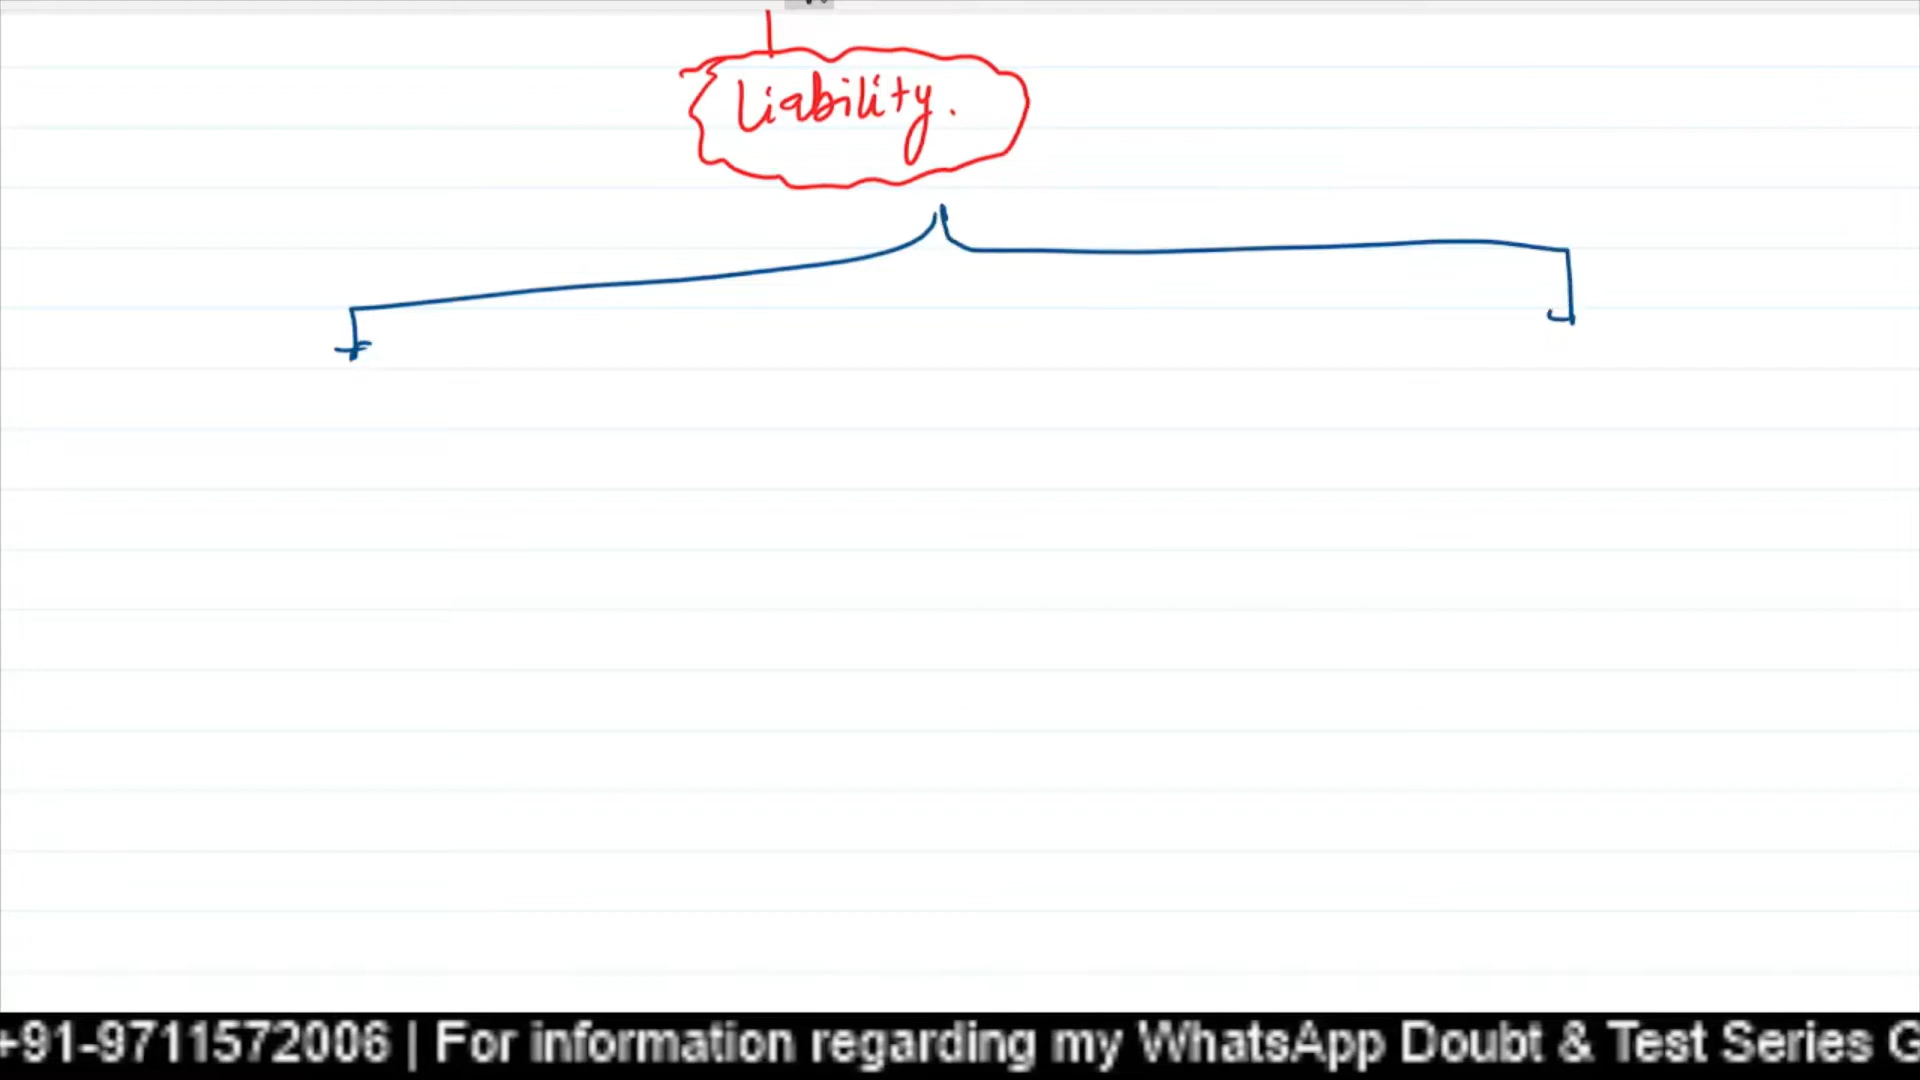 Liability.
+91-9711572006 | For information regarding my WhatsApp Doubt & Test Series G